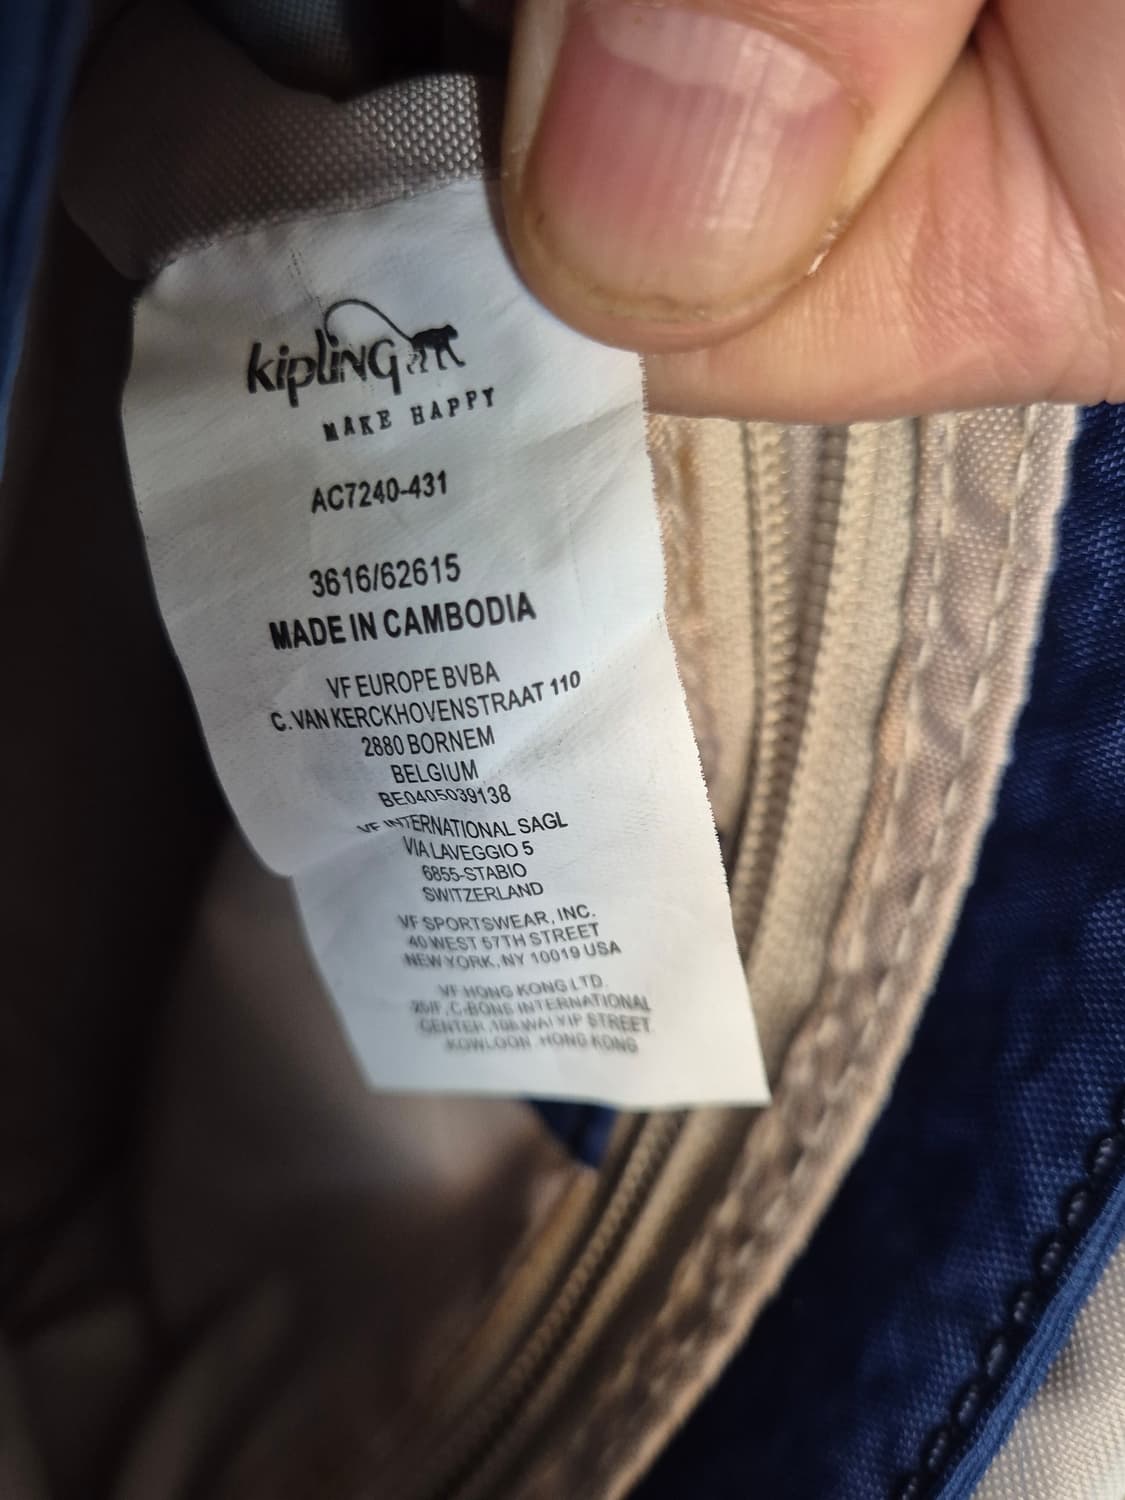 kipling
MAKE HAPPY
AC7240-431
3616/62615
MADE IN CAMBODIA
VF EUROPE BVBA
C. VAN KERCKHOVENSTRAAT 110
2880 BORNEM
BELGIUM
BE0405039138
VF INTERNATIONAL SAGL
VIA LAVEGGIO 5
6855-STABIO
SWITZERLAND
VF SPORTSWEAR, INC.
40 WEST 57TH STREET
NEW YORK, NY 10019 USA
VF HONG KONG LTD.
25/F, C-BONS INTERNATIONAL
CENTER, 108 WAI YIP STREET
KOWLOON, HONG KONG